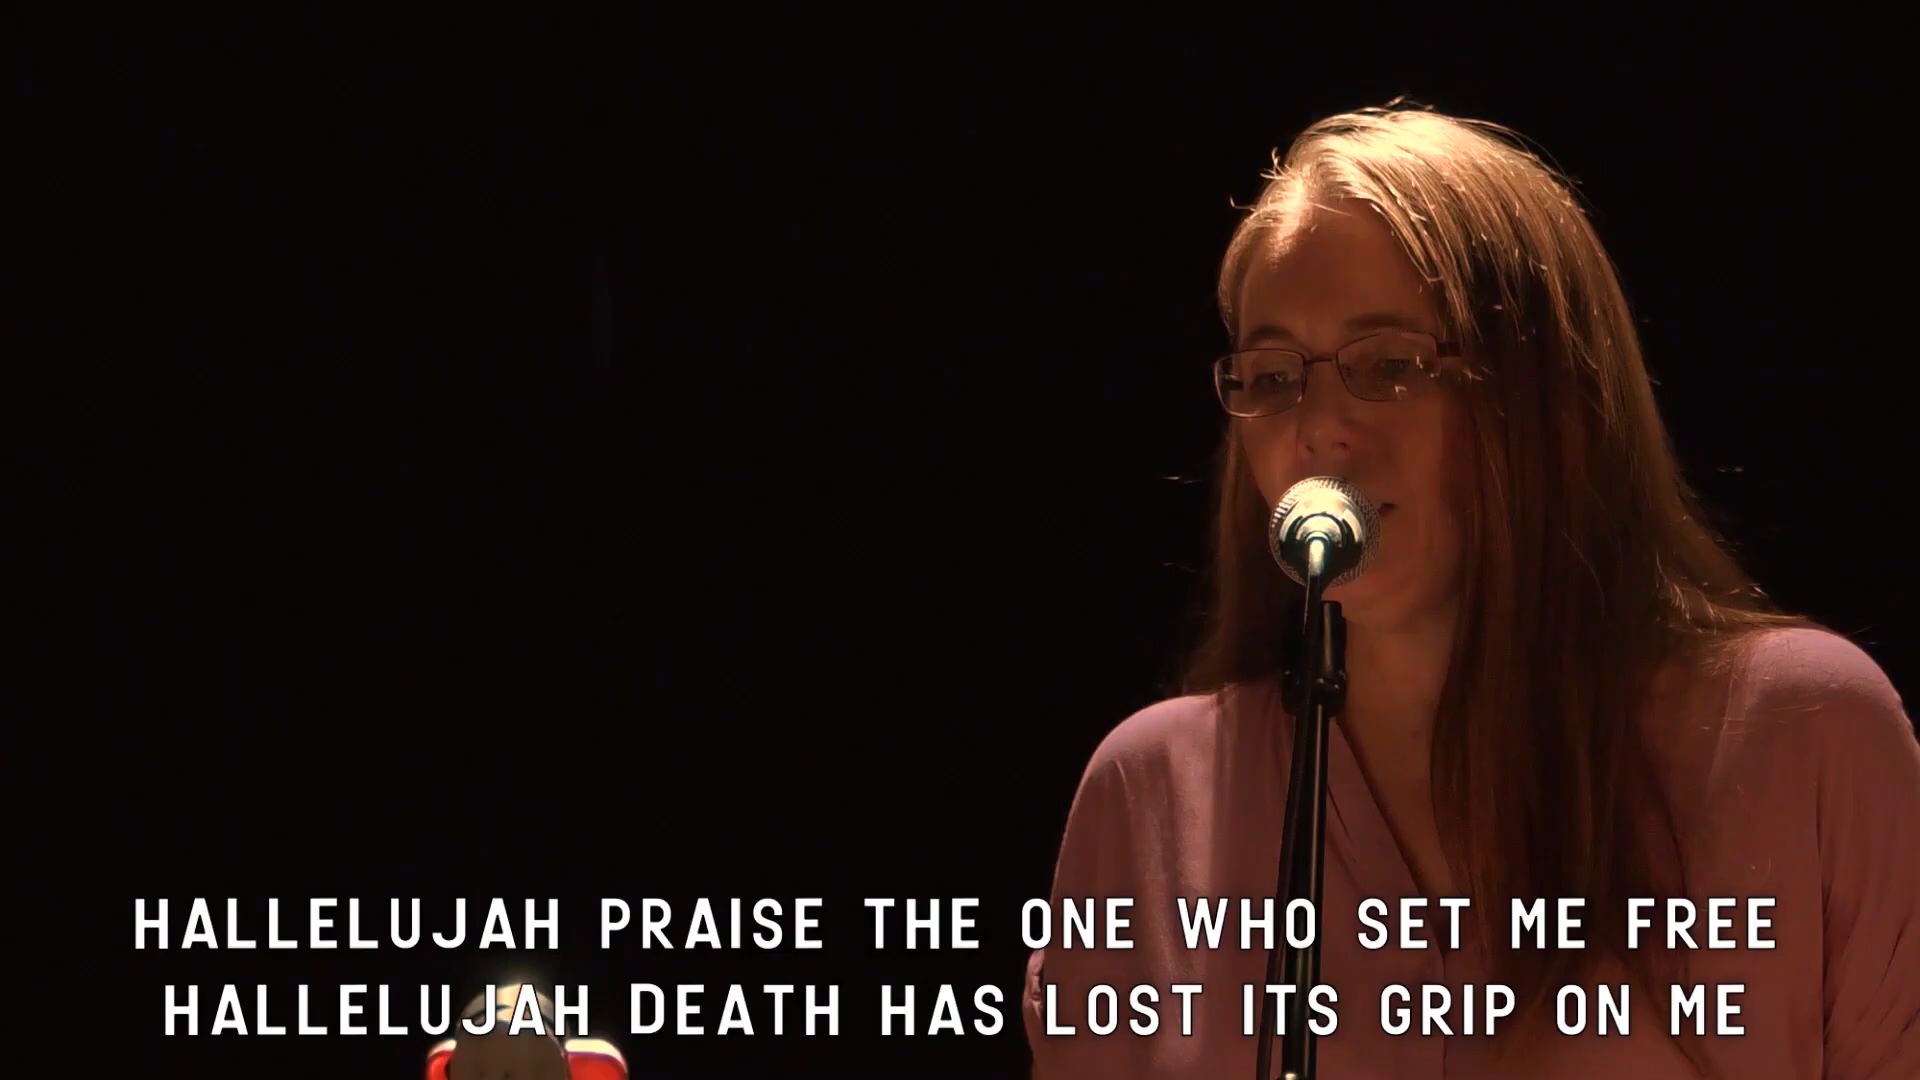 HALLELUJAH PRAISE THE ONE WHO SET ME FREE
HALLELUJAH DEATH HAS LOST ITS GRIP ON ME